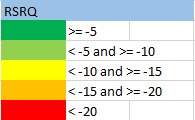 RSRQ
>= -5
< -5 and >= -10
< -10 and >= -15
< -15 and >= -20
< -20